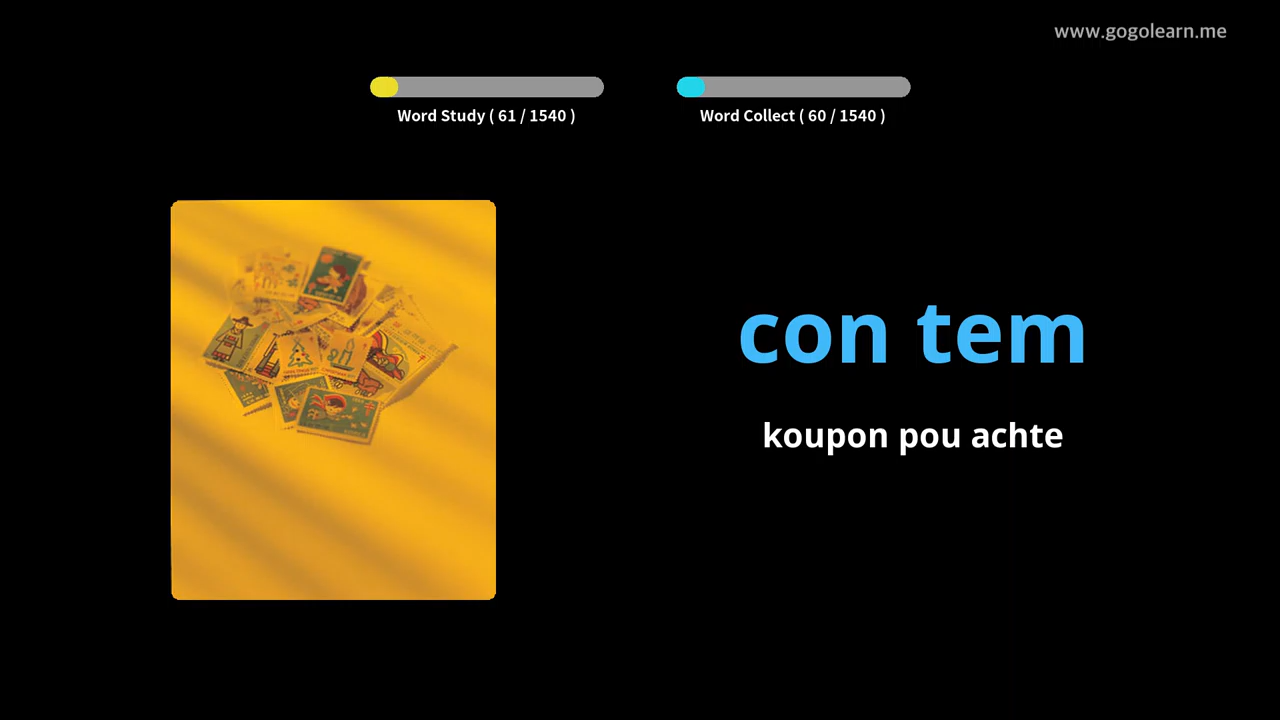 www.gogolearn.me
Word Study ( 61 / 1540 )
Word Collect ( 60 / 1540 )
con tem
koupon pou achte